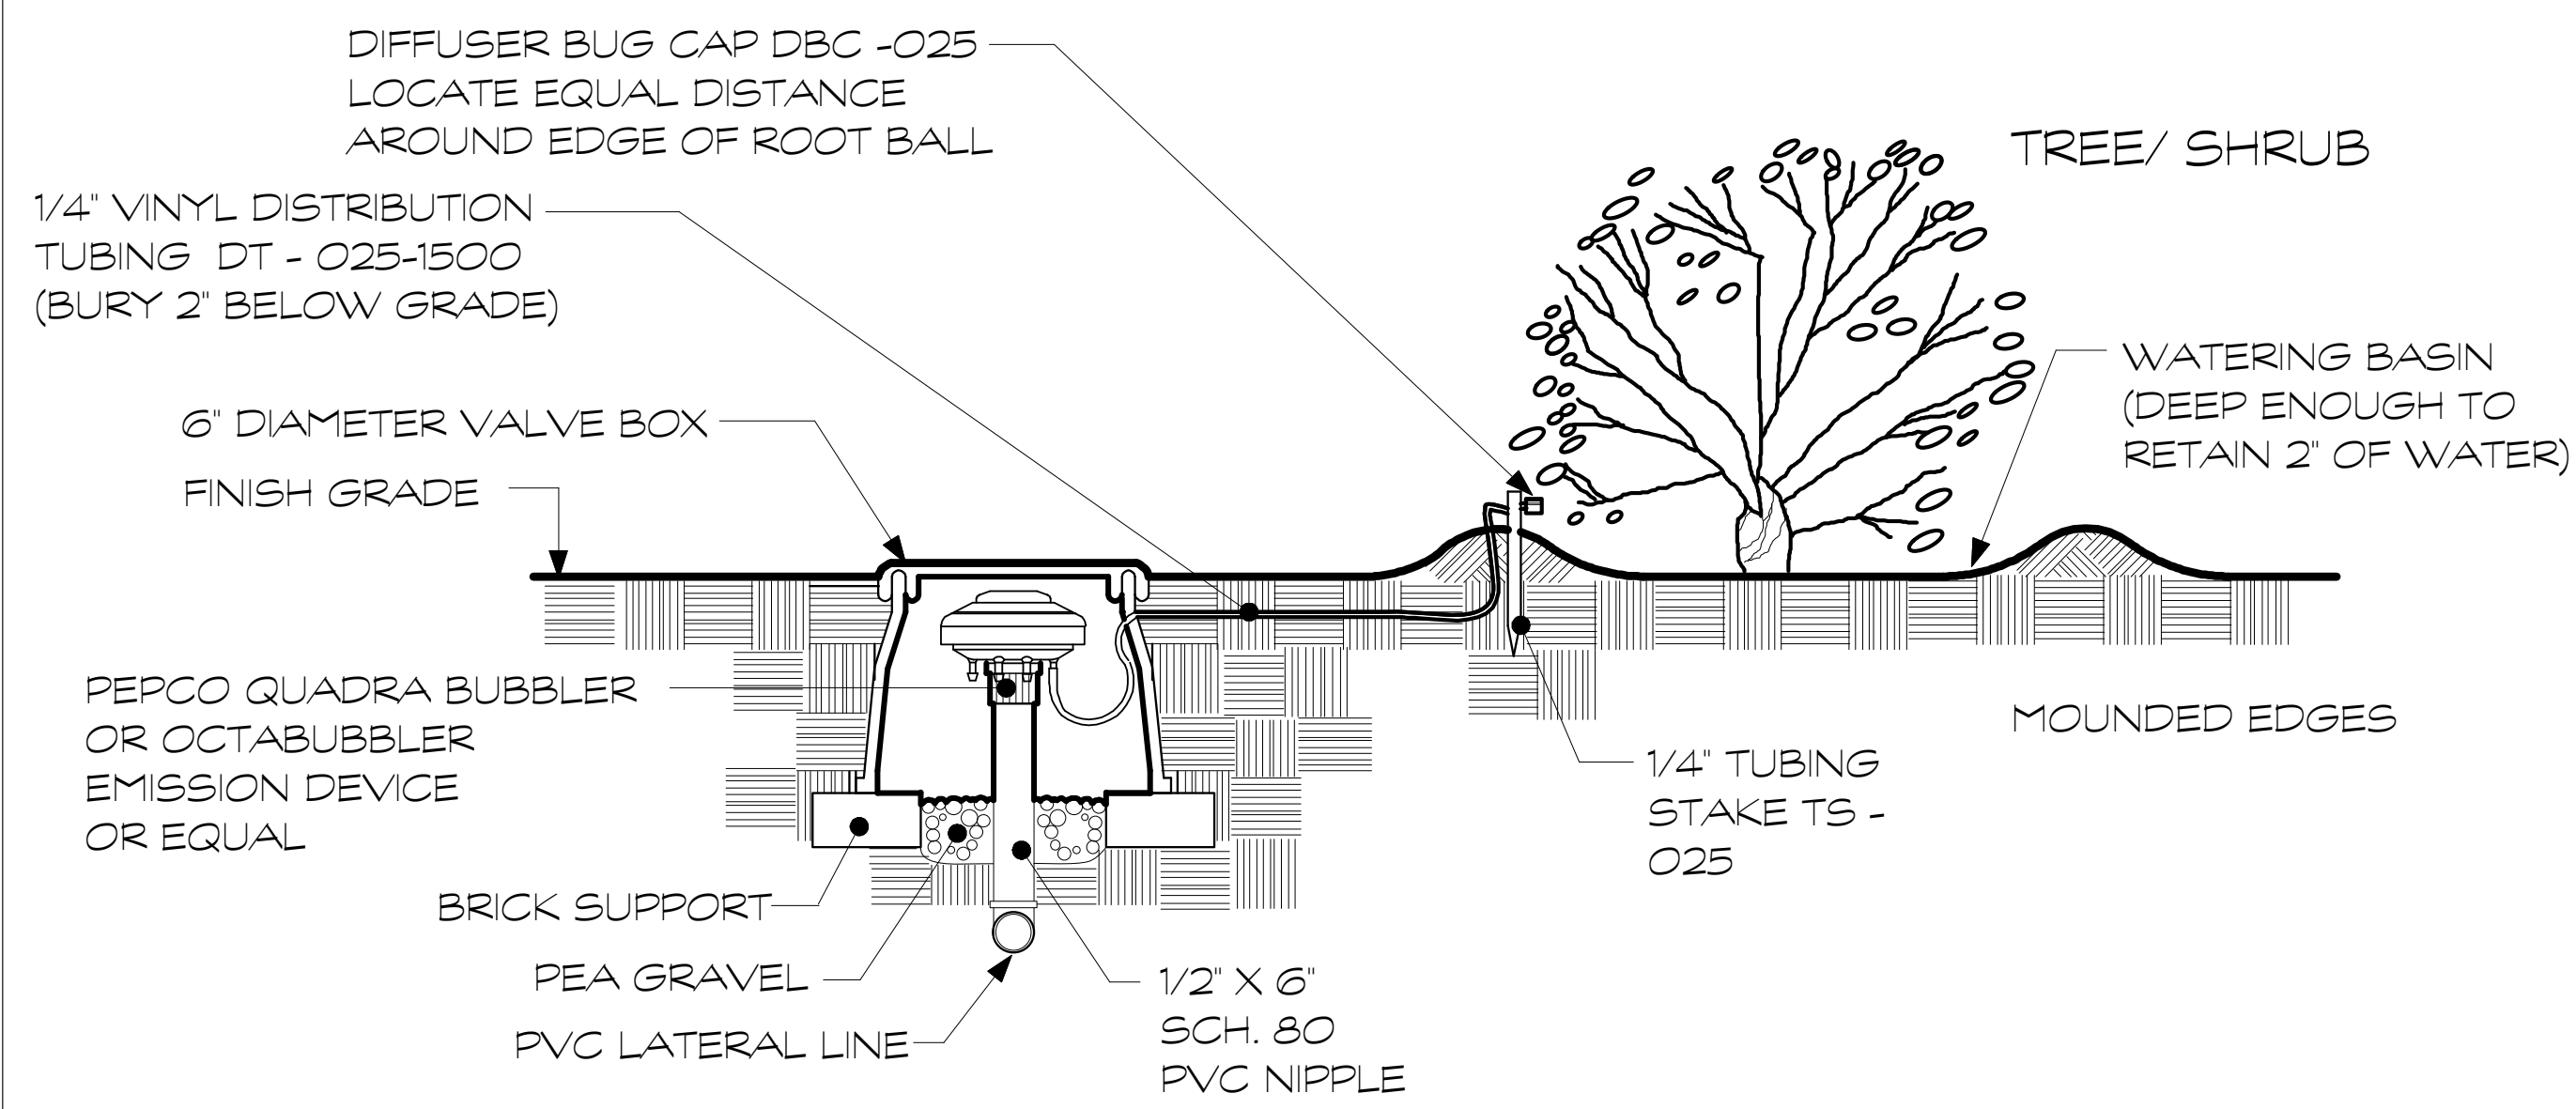 DIFFUSER BUG CAP DBC -025
LOCATE EQUAL DISTANCE
AROUND EDGE OF ROOT BALL
TREE/ SHRUB
1/4" VINYL DISTRIBUTION
TUBING DT - 025-1500
(BURY 2" BELOW GRADE)
WATERING BASIN
(DEEP ENOUGH TO
RETAIN 2" OF WATER)
6" DIAMETER VALVE BOX
FINISH GRADE
PEPCO QUADRA BUBBLER
OR OCTABUBBLER
EMISSION DEVICE
OR EQUAL
MOUNDED EDGES
1/4" TUBING
STAKE TS -
025
BRICK SUPPORT
PEA GRAVEL
PVC LATERAL LINE
1/2" X 6"
SCH. 80
PVC NIPPLE